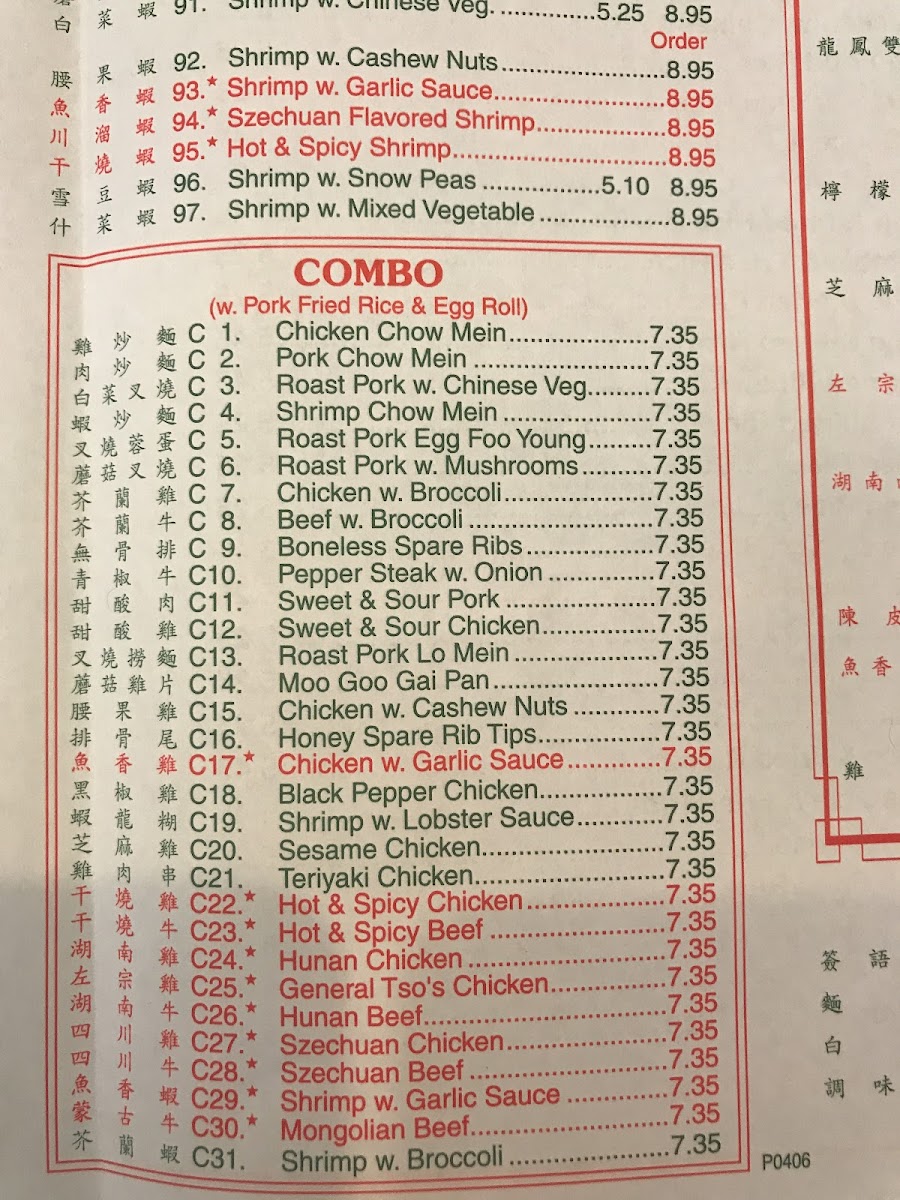 白 菜 蝦 91. Shrimp w. Chinese Veg. .............5.25 8.95
Order
腰 果 蝦 92. Shrimp w. Cashew Nuts.....................8.95
魚 香 蝦 93.* Shrimp w. Garlic Sauce......................8.95
川 溜 蝦 94.* Szechuan Flavored Shrimp................8.95
干 燒 蝦 95.* Hot & Spicy Shrimp...........................8.95
雪 豆 蝦 96. Shrimp w. Snow Peas ..............5.10 8.95
什 菜 蝦 97. Shrimp w. Mixed Vegetable ................8.95
COMBO
(w. Pork Fried Rice & Egg Roll)
雞 炒 麵 C 1. Chicken Chow Mein....................7.35
肉 炒 麵 C 2. Pork Chow Mein .........................7.35
白 菜 叉 燒 C 3. Roast Pork w. Chinese Veg.........7.35
蝦 炒 麵 C 4. Shrimp Chow Mein .....................7.35
叉 燒 蓉 蛋 C 5. Roast Pork Egg Foo Young.........7.35
蘑 菇 叉 燒 C 6. Roast Pork w. Mushrooms..........7.35
芥 蘭 雞 C 7. Chicken w. Broccoli.....................7.35
芥 蘭 牛 C 8. Beef w. Broccoli ..........................7.35
無 骨 排 C 9. Boneless Spare Ribs..................7.35
青 椒 牛 C10. Pepper Steak w. Onion ...............7.35
甜 酸 肉 C11. Sweet & Sour Pork .....................7.35
甜 酸 雞 C12. Sweet & Sour Chicken................7.35
叉 燒 撈 麵 C13. Roast Pork Lo Mein ....................7.35
蘑 菇 雞 片 C14. Moo Goo Gai Pan.......................7.35
腰 果 雞 C15. Chicken w. Cashew Nuts ............7.35
排 骨 尾 C16. Honey Spare Rib Tips.................7.35
魚 香 雞 C17.* Chicken w. Garlic Sauce.............7.35
黑 椒 雞 C18. Black Pepper Chicken.................7.35
蝦 龍 糊 C19. Shrimp w. Lobster Sauce............7.35
芝 麻 雞 C20. Sesame Chicken.........................7.35
雞 肉 串 C21. Teriyaki Chicken..........................7.35
干 燒 雞 C22.* Hot & Spicy Chicken...................7.35
干 燒 牛 C23.* Hot & Spicy Beef ........................7.35
湖 南 雞 C24.* Hunan Chicken ...........................7.35
左 宗 雞 C25.* General Tso's Chicken................7.35
湖 南 牛 C26.* Hunan Beef.................................7.35
四 川 雞 C27.* Szechuan Chicken......................7.35
四 川 牛 C28.* Szechuan Beef ...........................7.35
魚 香 蝦 C29.* Shrimp w. Garlic Sauce ..............7.35
蒙 古 牛 C30.* Mongolian Beef...........................7.35
芥 蘭 蝦 C31. Shrimp w. Broccoli .....................7.35
P0406
龍 鳳 雙
檸 檬
芝 麻
左 宗
湖 南
陳 皮
魚 香
雞
簽 語
麵
白
調 味